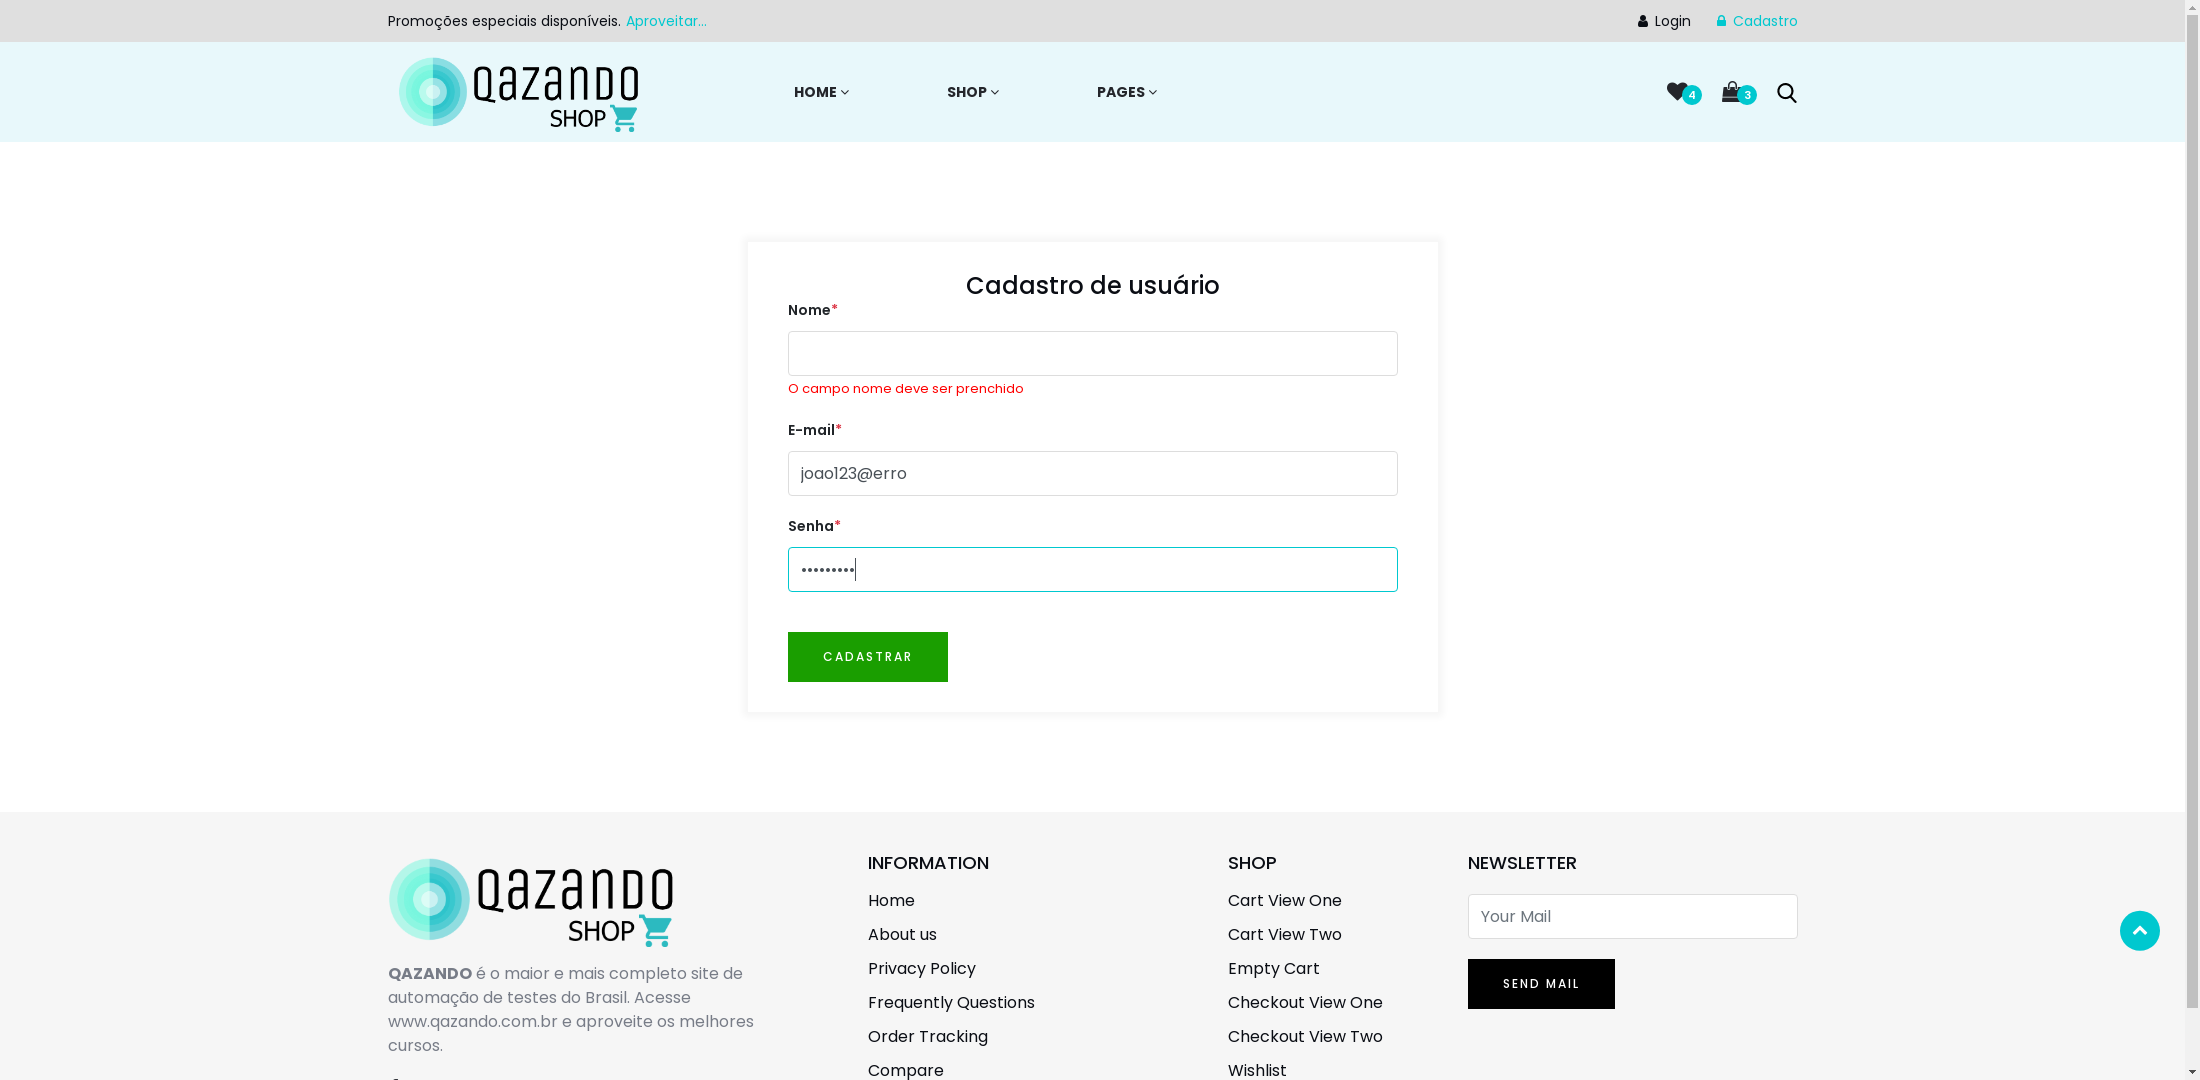 Promoções especiais disponíveis. Aproveitar...
Login
Cadastro
QAZANDO
SHOP
HOME
SHOP
PAGES
4
3
Cadastro de usuário
Nome*
O campo nome deve ser prenchido
E-mail*
joao123@erro
Senha*
•••••••••
CADASTRAR
QAZANDO
SHOP
QAZANDO é o maior e mais completo site de
automação de testes do Brasil. Acesse
www.qazando.com.br e aproveite os melhores
cursos.
INFORMATION
Home
About us
Privacy Policy
Frequently Questions
Order Tracking
Compare
SHOP
Cart View One
Cart View Two
Empty Cart
Checkout View One
Checkout View Two
Wishlist
NEWSLETTER
Your Mail
SEND MAIL